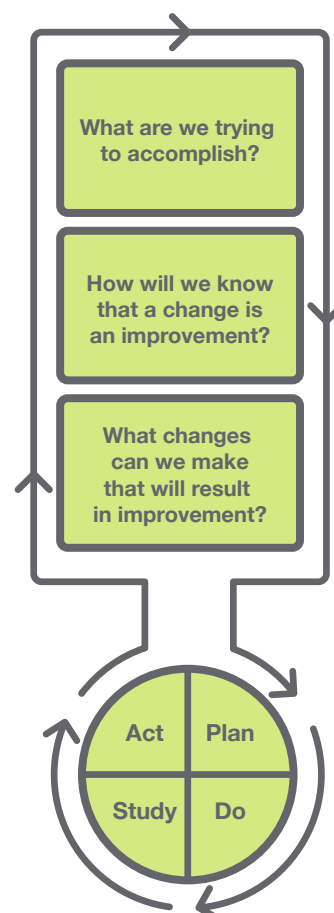 What are we trying
to accomplish?
How will we know
that a change is
an improvement?
What changes
can we make
that will result
in improvement?
Act
Plan
Study
Do